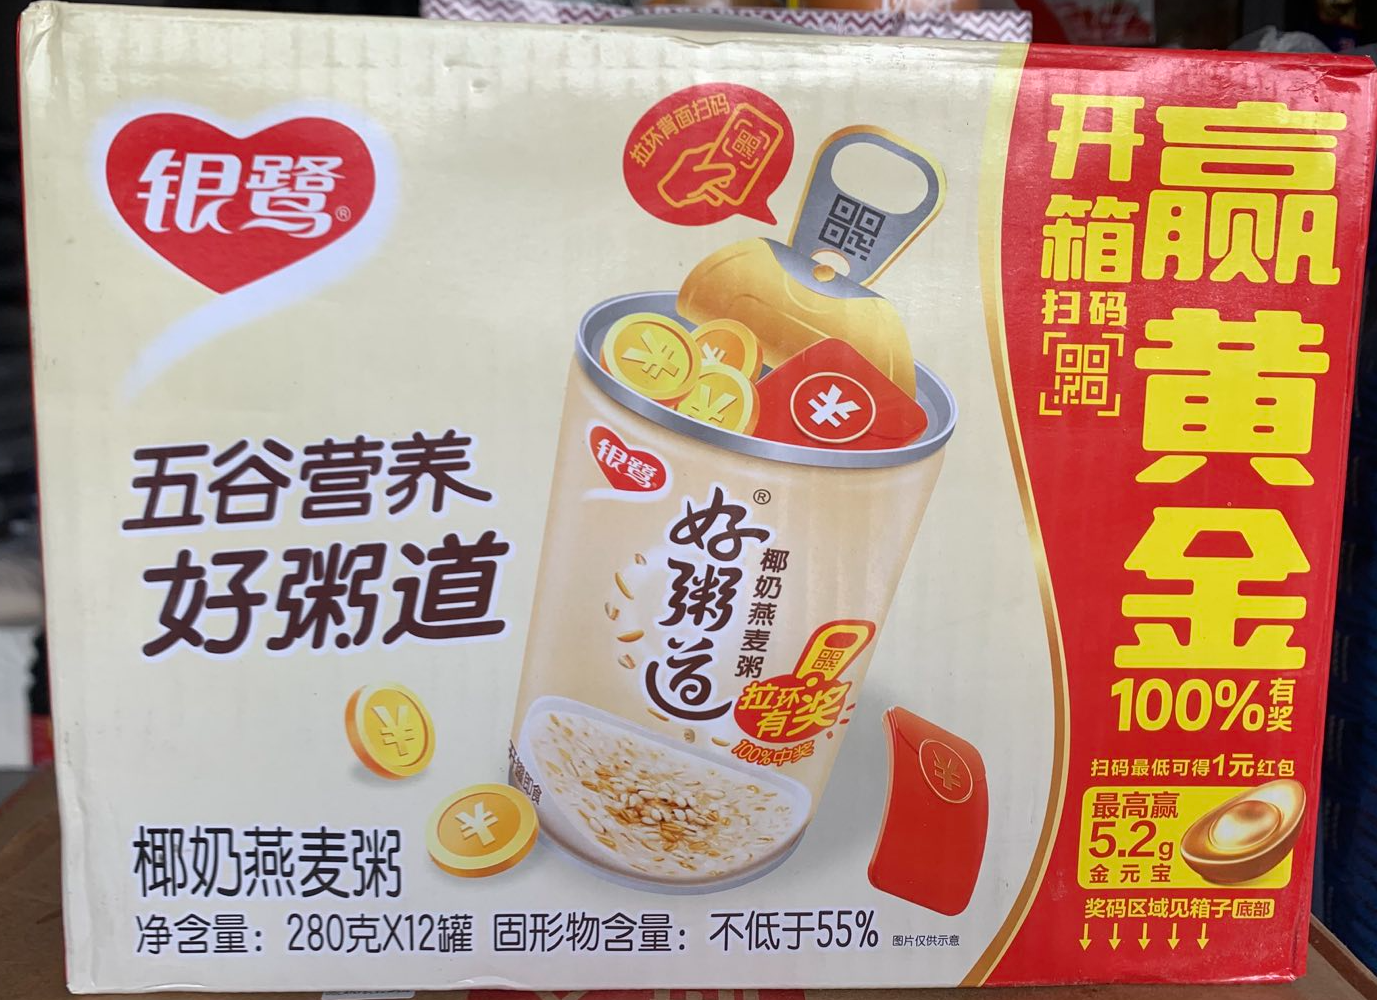 银鹭®
五谷营养
好粥道
椰奶燕麦粥
净含量：280克X12罐 固形物含量：不低于55%
图片仅供示意
拉环背面扫码
银鹭
好粥道®
椰奶燕麦粥
拉环
有奖
100%中奖
开罐即食
开箱
扫码
赢黄金
100%有奖
扫码最低可得1元红包
最高赢
5.2g
金元宝
奖码区域见箱子底部